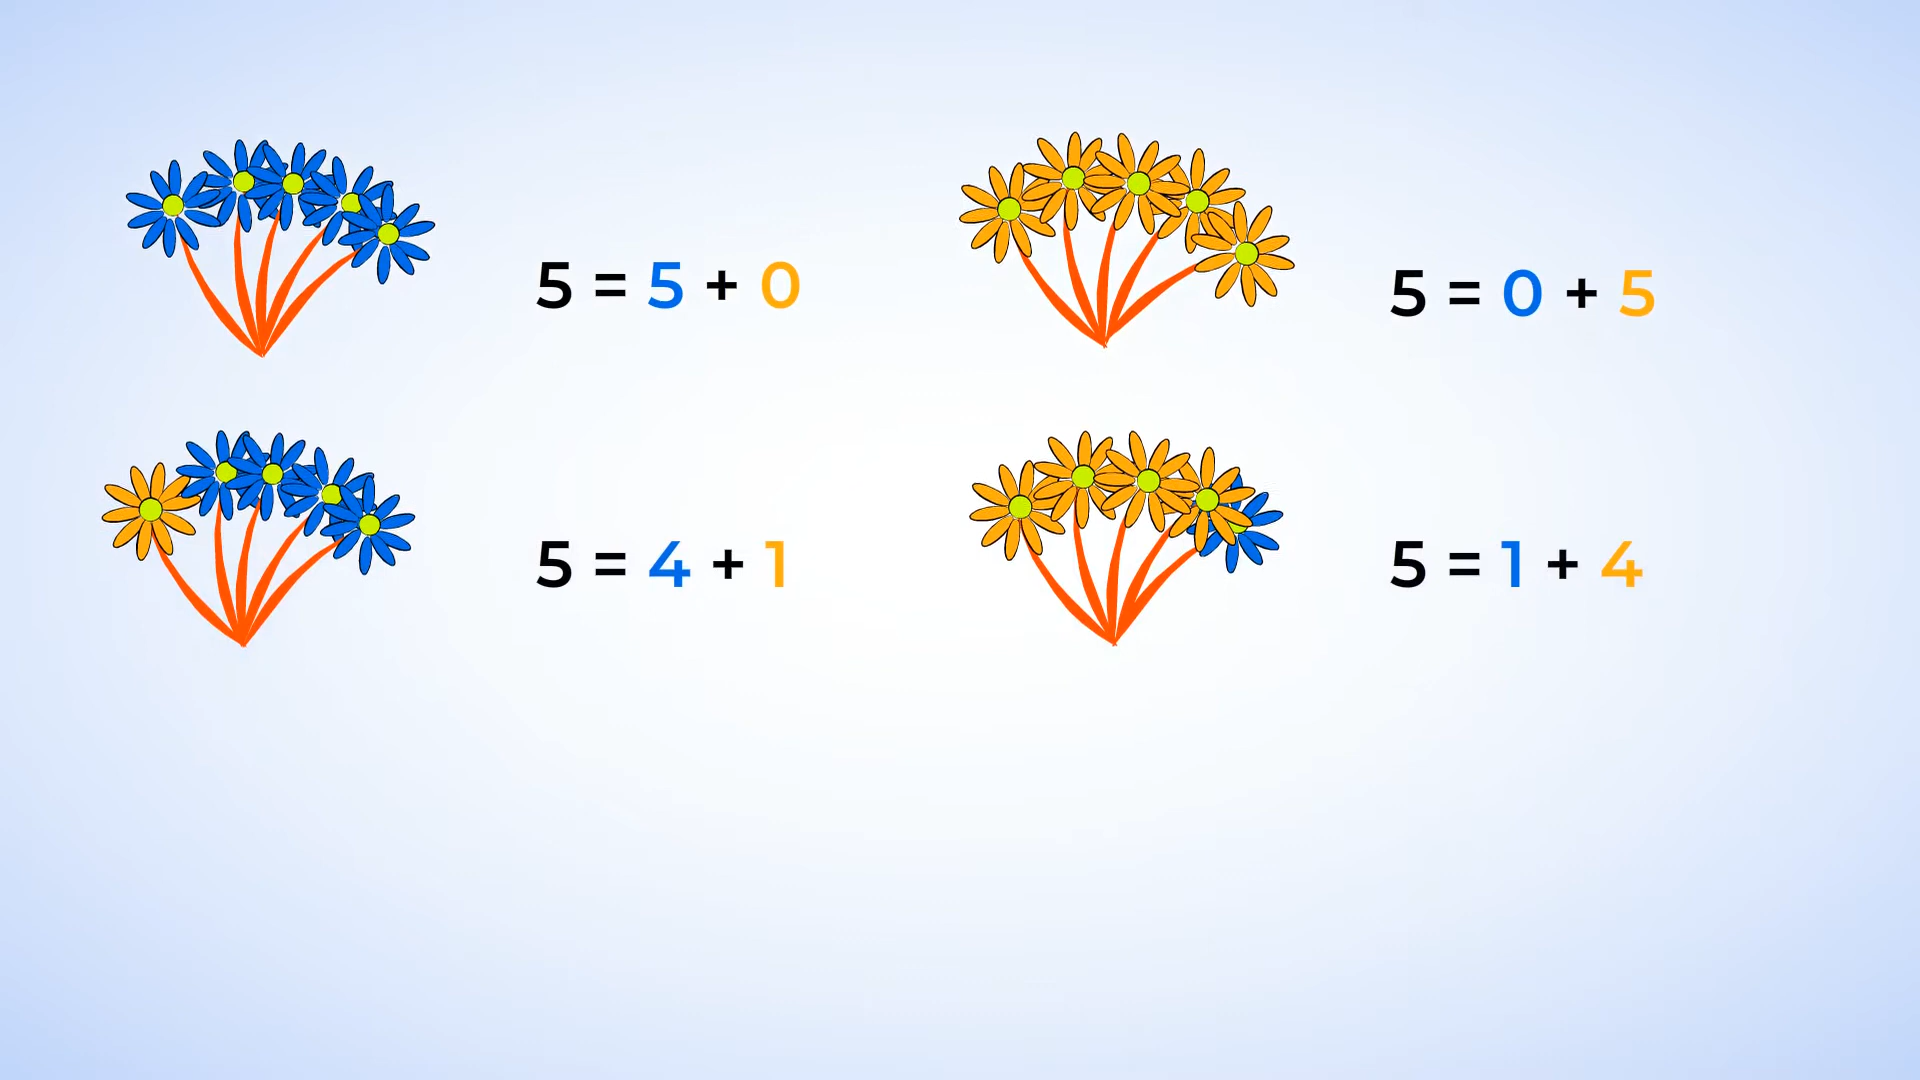 5 = 5 + 0
5 = 0 + 5
5 = 4 + 1
5 = 1 + 4